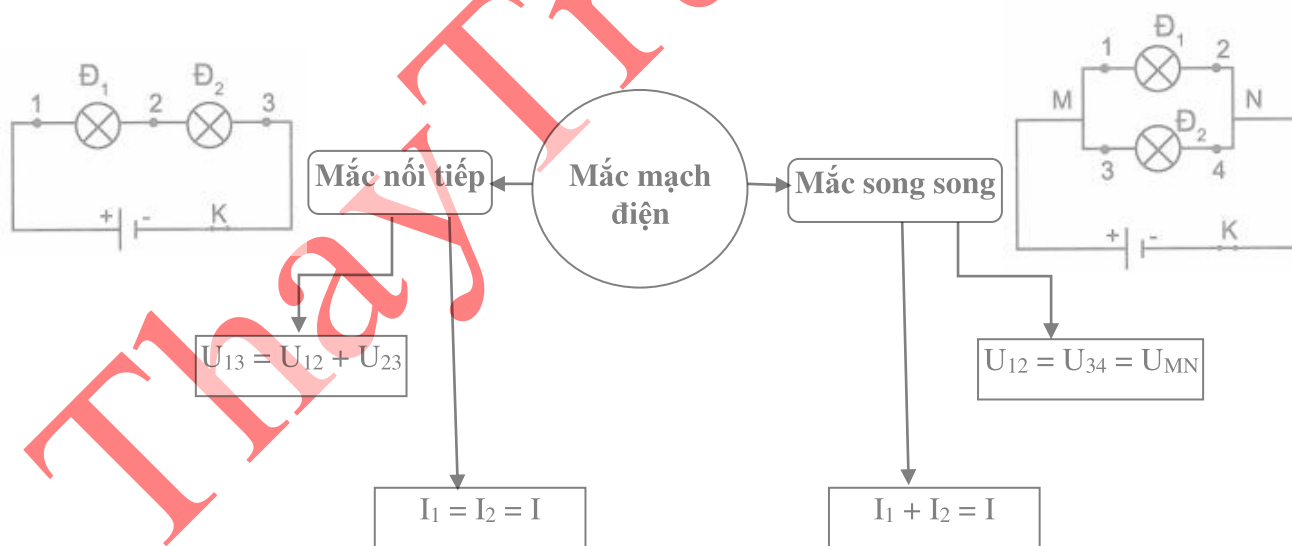 Đ1 Đ2
1 2 3
+ - K
Mắc nối tiếp
Mắc mạch
điện
Mắc song song
Đ1
1 2
M N
Đ2
3 4
+ - K
U13 = U12 + U23
U12 = U34 = UMN
I1 = I2 = I
I1 + I2 = I